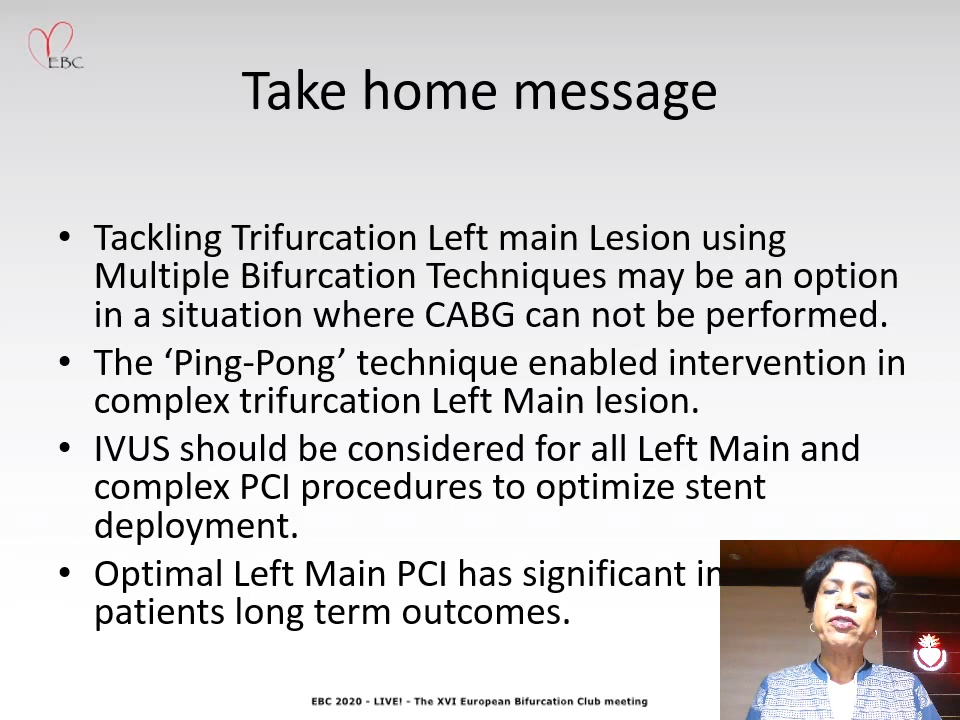 EBC
Take home message
• Tackling Trifurcation Left main Lesion using
Multiple Bifurcation Techniques may be an option
in a situation where CABG can not be performed.
• The ‘Ping-Pong’ technique enabled intervention in
complex trifurcation Left Main lesion.
• IVUS should be considered for all Left Main and
complex PCI procedures to optimize stent
deployment.
• Optimal Left Main PCI has significant
patients long term outcomes.
EBC 2020 - LIVE! - The XVI European Bifurcation Club meeting